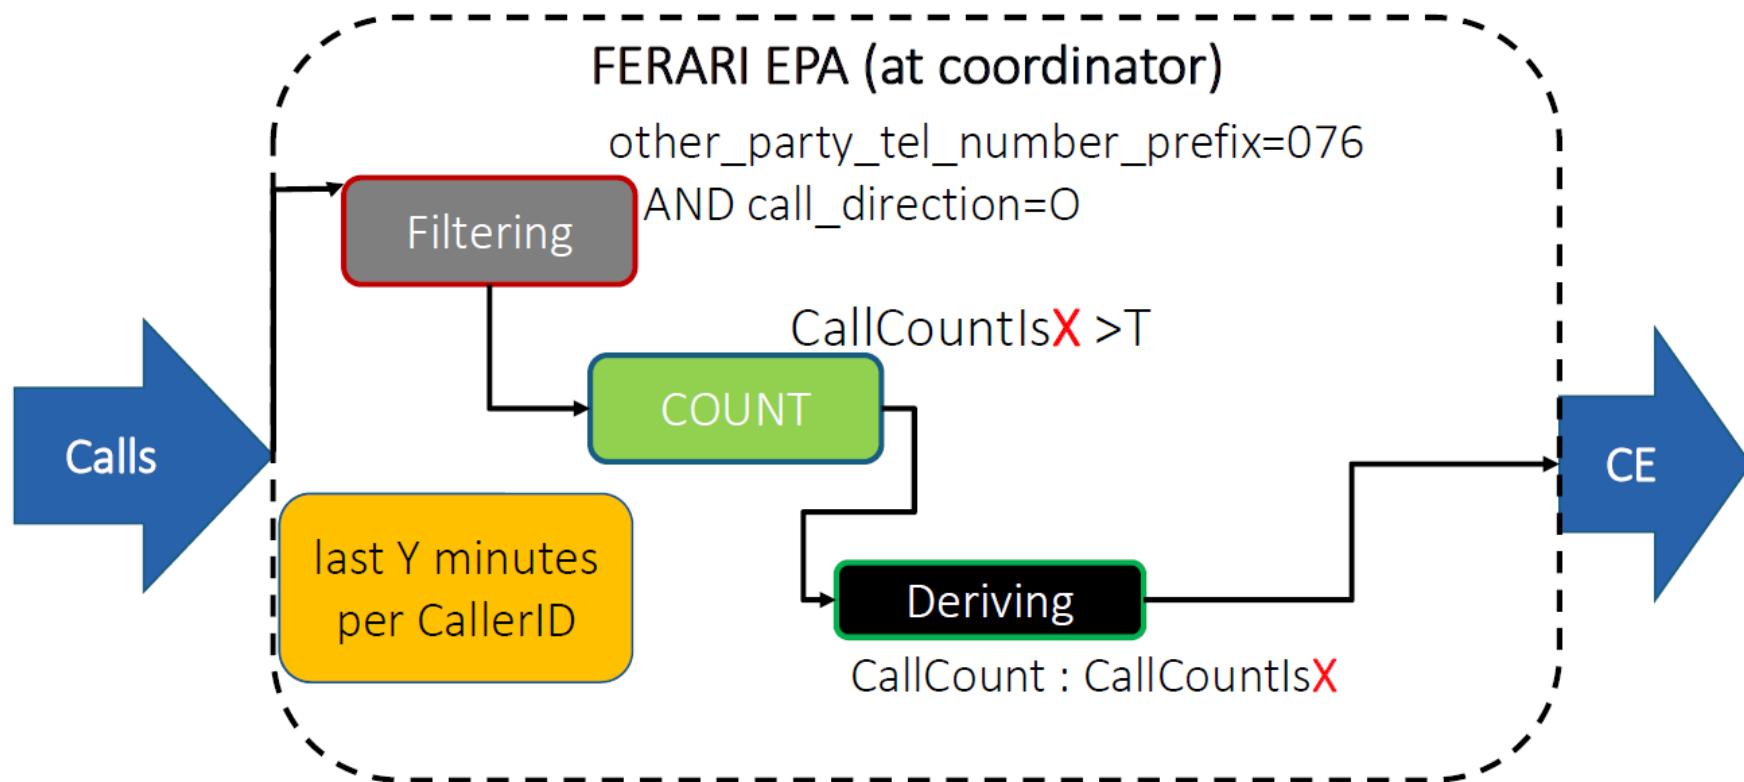 FERARI EPA (at coordinator)
other_party_tel_number_prefix=076
AND call_direction=O
Filtering
CallCountIsX >T
COUNT
Calls
CE
last Y minutes
per CallerID
Deriving
CallCount : CallCountIsX